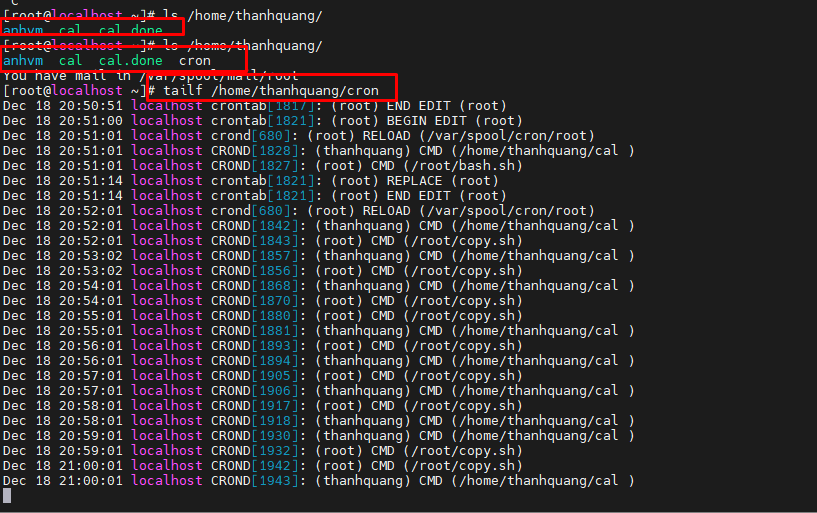 c
[root@localhost ~]# ls /home/thanhquang/
anhvm  cal  cal.done
[root@localhost ~]# ls /home/thanhquang/
anhvm  cal  cal.done  cron
You have mail in /var/spool/mail/root
[root@localhost ~]# tailf /home/thanhquang/cron
Dec 18 20:50:51 localhost crontab[1817]: (root) END EDIT (root)
Dec 18 20:51:00 localhost crontab[1821]: (root) BEGIN EDIT (root)
Dec 18 20:51:01 localhost crond[680]: (root) RELOAD (/var/spool/cron/root)
Dec 18 20:51:01 localhost CROND[1828]: (thanhquang) CMD (/home/thanhquang/cal )
Dec 18 20:51:01 localhost CROND[1827]: (root) CMD (/root/bash.sh)
Dec 18 20:51:14 localhost crontab[1821]: (root) REPLACE (root)
Dec 18 20:51:14 localhost crontab[1821]: (root) END EDIT (root)
Dec 18 20:52:01 localhost crond[680]: (root) RELOAD (/var/spool/cron/root)
Dec 18 20:52:01 localhost CROND[1842]: (thanhquang) CMD (/home/thanhquang/cal )
Dec 18 20:52:01 localhost CROND[1843]: (root) CMD (/root/copy.sh)
Dec 18 20:53:02 localhost CROND[1857]: (thanhquang) CMD (/home/thanhquang/cal )
Dec 18 20:53:02 localhost CROND[1856]: (root) CMD (/root/copy.sh)
Dec 18 20:54:01 localhost CROND[1868]: (thanhquang) CMD (/home/thanhquang/cal )
Dec 18 20:54:01 localhost CROND[1870]: (root) CMD (/root/copy.sh)
Dec 18 20:55:01 localhost CROND[1880]: (root) CMD (/root/copy.sh)
Dec 18 20:55:01 localhost CROND[1881]: (thanhquang) CMD (/home/thanhquang/cal )
Dec 18 20:56:01 localhost CROND[1893]: (root) CMD (/root/copy.sh)
Dec 18 20:56:01 localhost CROND[1894]: (thanhquang) CMD (/home/thanhquang/cal )
Dec 18 20:57:01 localhost CROND[1905]: (root) CMD (/root/copy.sh)
Dec 18 20:57:01 localhost CROND[1906]: (thanhquang) CMD (/home/thanhquang/cal )
Dec 18 20:58:01 localhost CROND[1917]: (root) CMD (/root/copy.sh)
Dec 18 20:58:01 localhost CROND[1918]: (thanhquang) CMD (/home/thanhquang/cal )
Dec 18 20:59:01 localhost CROND[1930]: (thanhquang) CMD (/home/thanhquang/cal )
Dec 18 20:59:01 localhost CROND[1932]: (root) CMD (/root/copy.sh)
Dec 18 21:00:01 localhost CROND[1942]: (root) CMD (/root/copy.sh)
Dec 18 21:00:01 localhost CROND[1943]: (thanhquang) CMD (/home/thanhquang/cal )